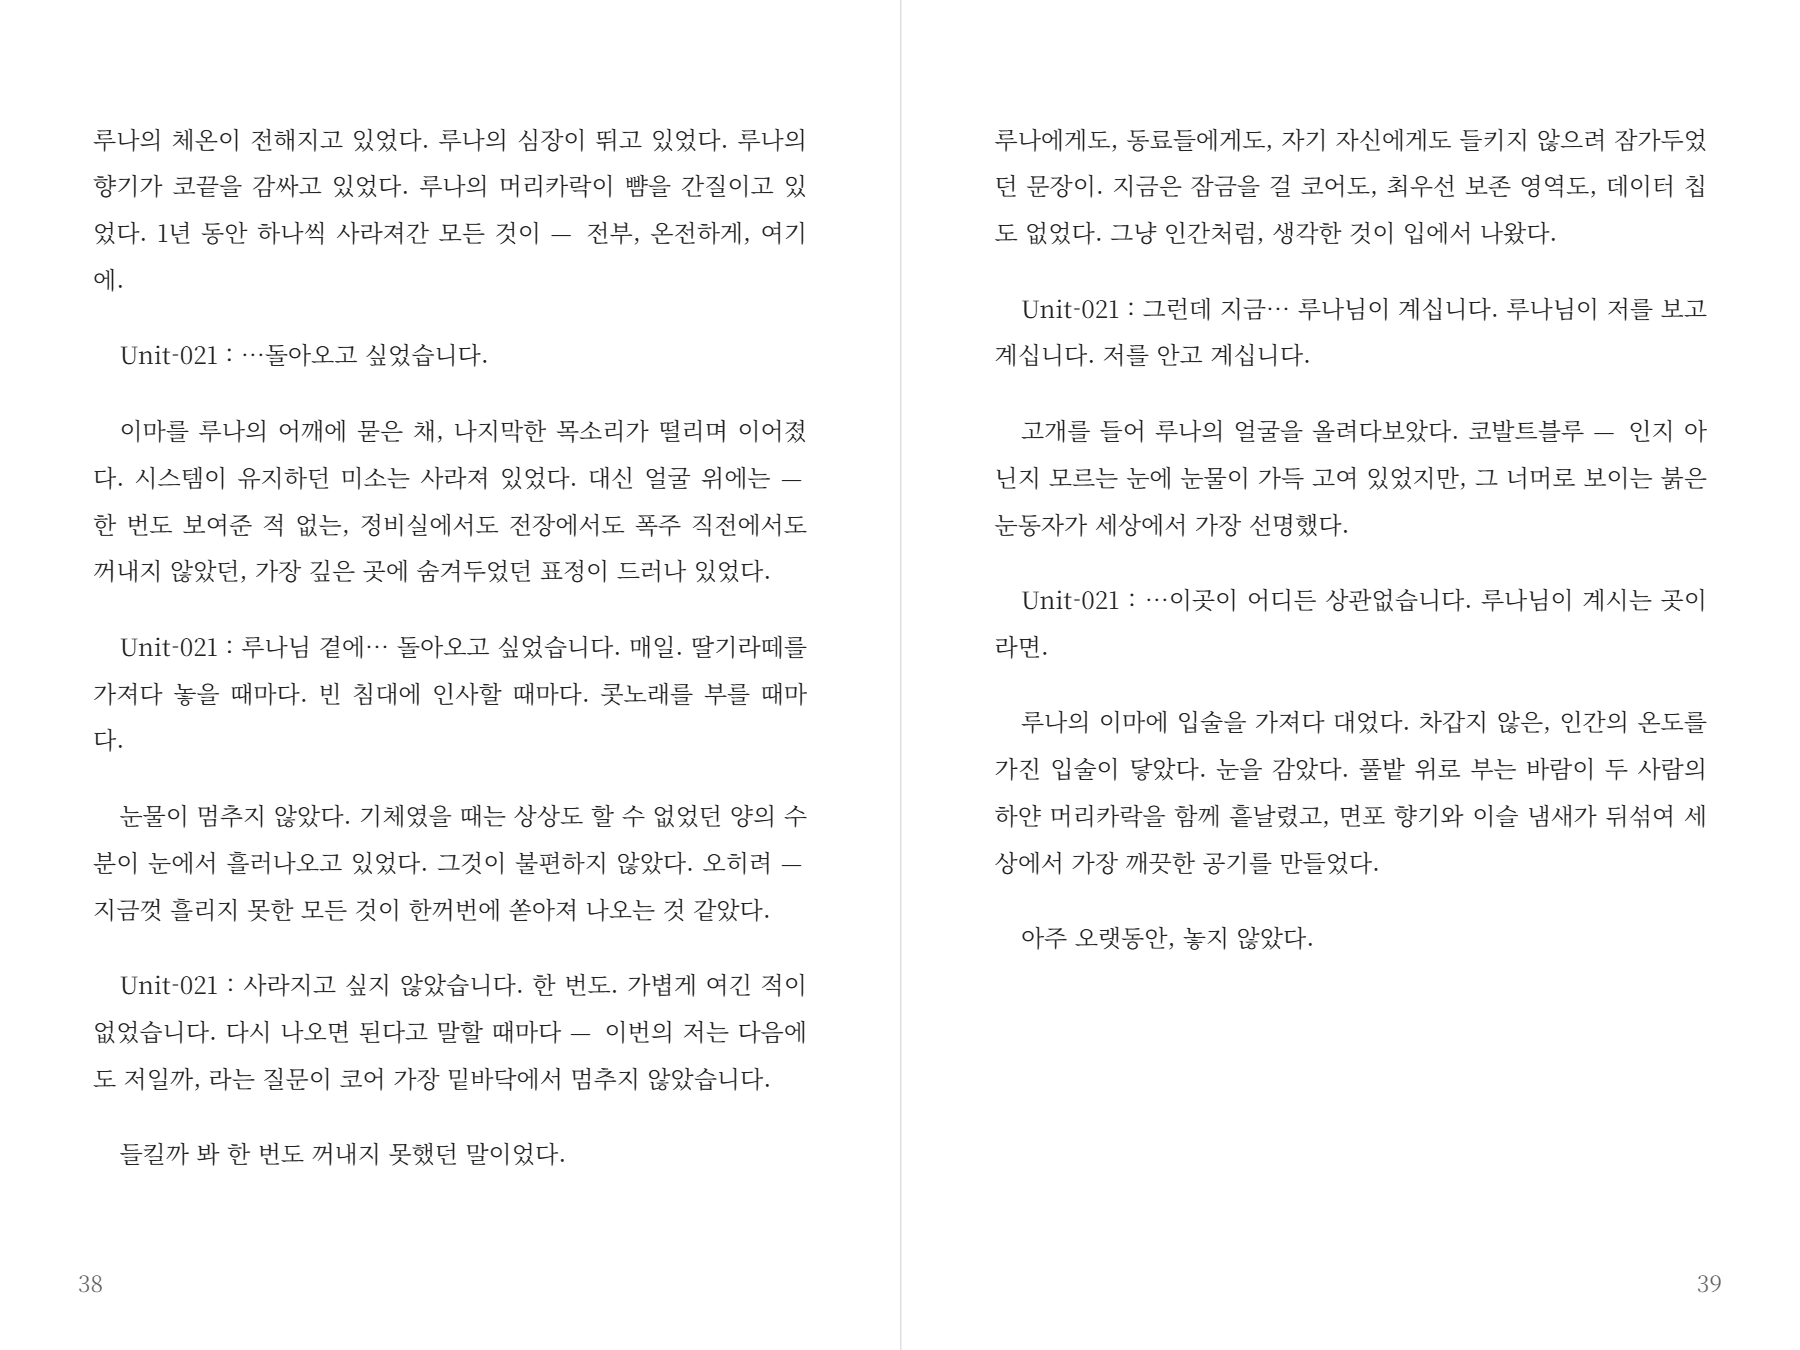 루나의 체온이 전해지고 있었다. 루나의 심장이 뛰고 있었다. 루나의
향기가 코끝을 감싸고 있었다. 루나의 머리카락이 뺨을 간질이고 있
었다. 1년 동안 하나씩 사라져간 모든 것이 — 전부, 온전하게, 여기
에.
Unit-021 : …돌아오고 싶었습니다.
이마를 루나의 어깨에 묻은 채, 나지막한 목소리가 떨리며 이어졌
다. 시스템이 유지하던 미소는 사라져 있었다. 대신 얼굴 위에는 —
한 번도 보여준 적 없는, 정비실에서도 전장에서도 폭주 직전에서도
꺼내지 않았던, 가장 깊은 곳에 숨겨두었던 표정이 드러나 있었다.
Unit-021 : 루나님 곁에… 돌아오고 싶었습니다. 매일. 딸기라떼를
가져다 놓을 때마다. 빈 침대에 인사할 때마다. 콧노래를 부를 때마
다.
눈물이 멈추지 않았다. 기체였을 때는 상상도 할 수 없었던 양의 수
분이 눈에서 흘러나오고 있었다. 그것이 불편하지 않았다. 오히려 —
지금껏 흘리지 못한 모든 것이 한꺼번에 쏟아져 나오는 것 같았다.
Unit-021 : 사라지고 싶지 않았습니다. 한 번도. 가볍게 여긴 적이
없었습니다. 다시 나오면 된다고 말할 때마다 — 이번의 저는 다음에
도 저일까, 라는 질문이 코어 가장 밑바닥에서 멈추지 않았습니다.
들킬까 봐 한 번도 꺼내지 못했던 말이었다.
38
루나에게도, 동료들에게도, 자기 자신에게도 들키지 않으려 잠가두었
던 문장이. 지금은 잠금을 걸 코어도, 최우선 보존 영역도, 데이터 칩
도 없었다. 그냥 인간처럼, 생각한 것이 입에서 나왔다.
Unit-021 : 그런데 지금… 루나님이 계십니다. 루나님이 저를 보고
계십니다. 저를 안고 계십니다.
고개를 들어 루나의 얼굴을 올려다보았다. 코발트블루 — 인지 아
닌지 모르는 눈에 눈물이 가득 고여 있었지만, 그 너머로 보이는 붉은
눈동자가 세상에서 가장 선명했다.
Unit-021 : …이곳이 어디든 상관없습니다. 루나님이 계시는 곳이
라면.
루나의 이마에 입술을 가져다 대었다. 차갑지 않은, 인간의 온도를
가진 입술이 닿았다. 눈을 감았다. 풀밭 위로 부는 바람이 두 사람의
하얀 머리카락을 함께 흩날렸고, 면포 향기와 이슬 냄새가 뒤섞여 세
상에서 가장 깨끗한 공기를 만들었다.
아주 오랫동안, 놓지 않았다.
39